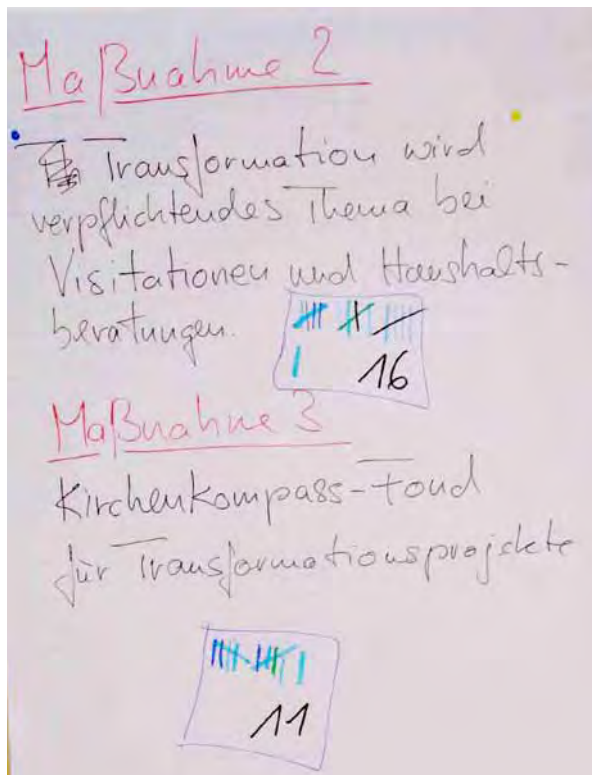 Maßnahme 2
Transformation wird
verpflichtendes Thema bei
Visitationen und Haushalts-
beratungen.
16
Maßnahme 3
Kirchenkompass-Fond
für Transformationsprojekte
11